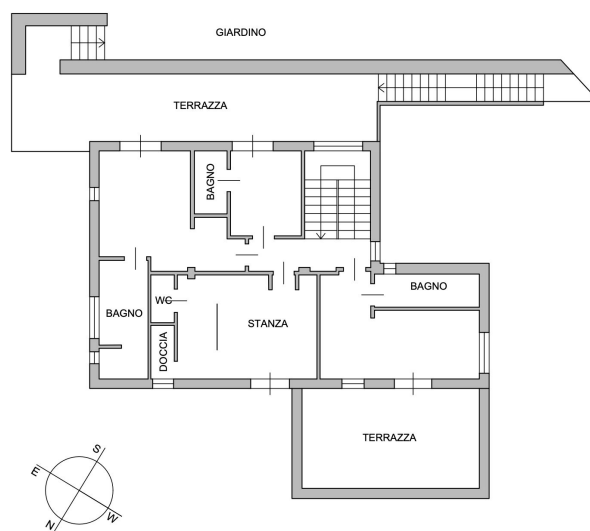 GIARDINO
TERRAZZA
BAGNO
BAGNO
WC
BAGNO
STANZA
DOCCIA
TERRAZZA
S
E
W
N